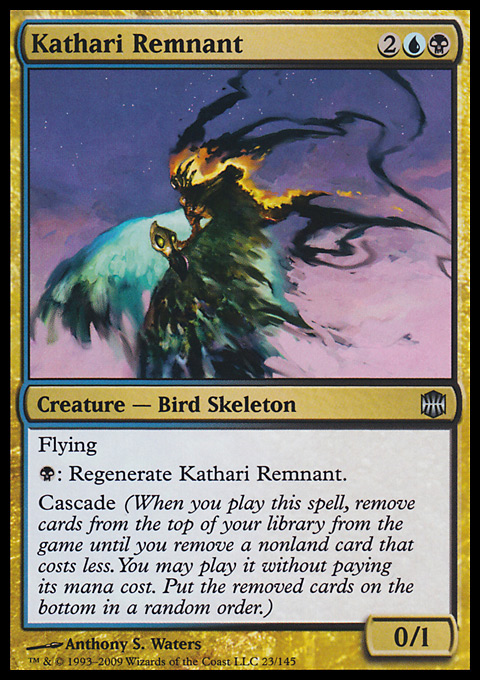 Kathari Remnant 2
Creature — Bird Skeleton
Flying
: Regenerate Kathari Remnant.
Cascade (When you play this spell, remove
cards from the top of your library from the
game until you remove a nonland card that
costs less. You may play it without paying
its mana cost. Put the removed cards on the
bottom in a random order.)
Anthony S. Waters
0/1
™ & © 1993–2009 Wizards of the Coast LLC 23/145